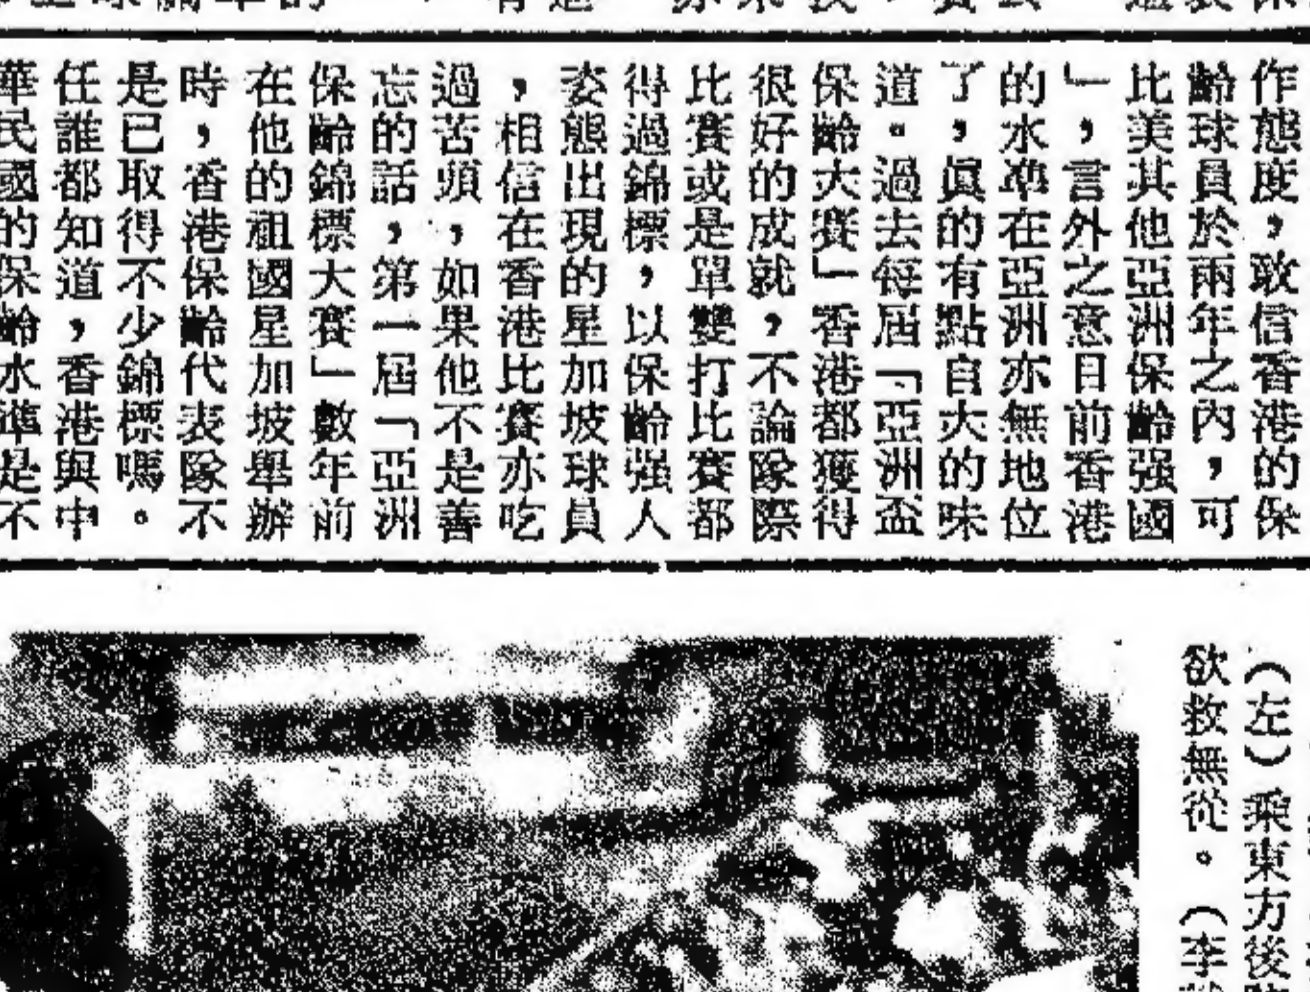 作態度，敢信香港的保
齡球員於兩年之內，可
比美其他亞洲保齡强國
」，言外之意目前香港
的水準在亞洲亦無地位
了，眞的有點自大的味
道。過去每屆「亞洲盃
保齡大賽」香港都獲得
很好的成就，不論隊際
比賽或是單雙打比賽都
得過錦標，以保齡强人
姿態出現的星加坡球員
，相信在香港比賽亦吃
過苦頭，如果他不是善
忘的話，第一屆「亞洲
保齡錦標大賽」數年前
在他的祖國星加坡舉辦
時，香港保齡代表隊不
是已取得不少錦標嗎。
任誰都知道，香港與中
華民國的保齡水準是不
（左）乘東方後
欲救無從。（李